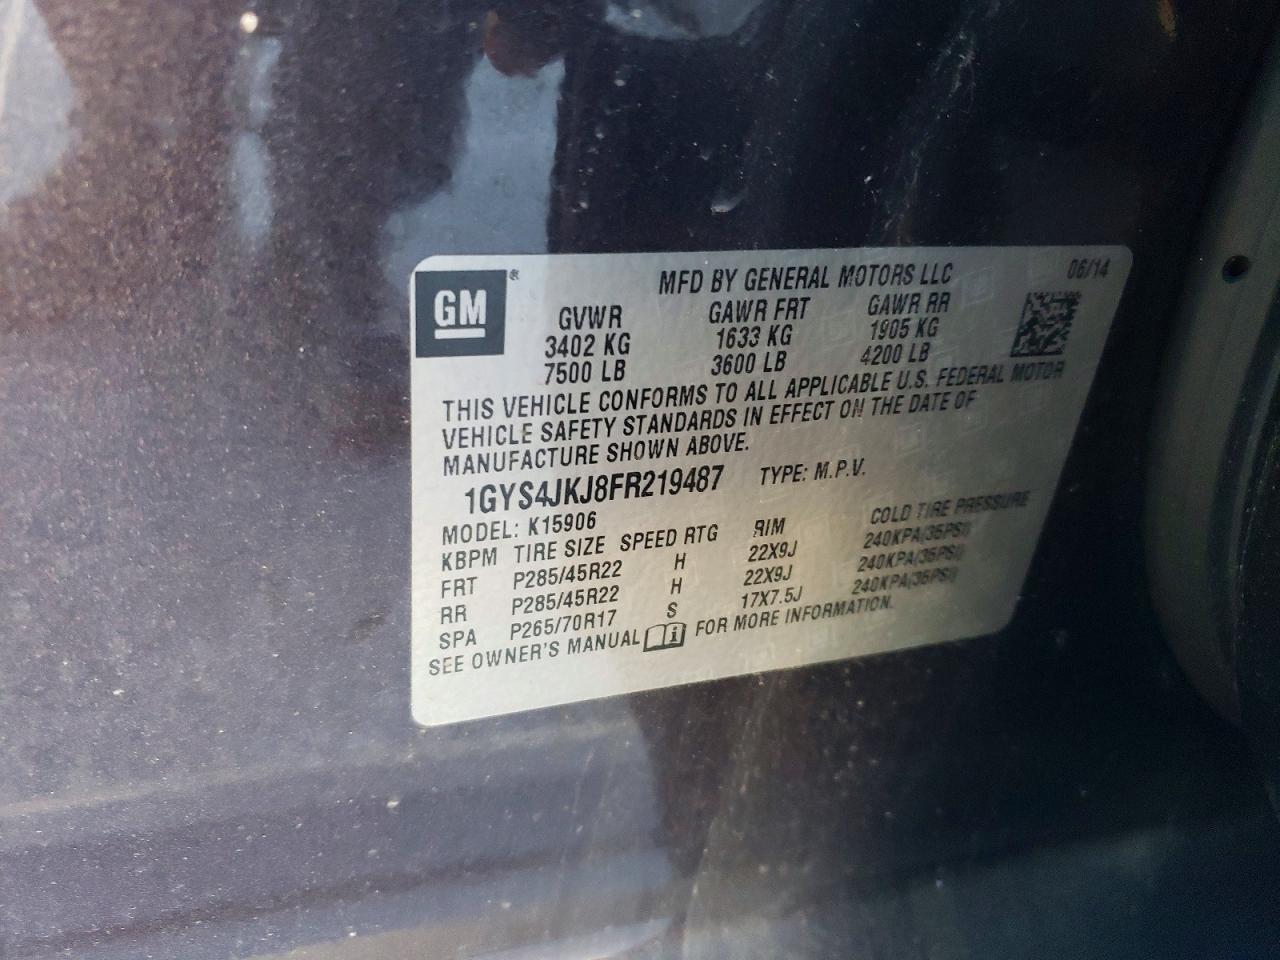 GM ®
MFD BY GENERAL MOTORS LLC 06/14
GVWR GAWR FRT GAWR RR
3402 KG 1633 KG 1905 KG
7500 LB 3600 LB 4200 LB
THIS VEHICLE CONFORMS TO ALL APPLICABLE U.S. FEDERAL MOTOR
VEHICLE SAFETY STANDARDS IN EFFECT ON THE DATE OF
MANUFACTURE SHOWN ABOVE.
1GYS4JKJ8FR219487 TYPE: M.P.V.
MODEL: K15906
KBPM TIRE SIZE SPEED RTG RIM COLD TIRE PRESSURE
FRT P285/45R22 H 22X9J 240KPA(35PSI)
RR P285/45R22 H 22X9J 240KPA(35PSI)
SPA P265/70R17 S 17X7.5J 240KPA(35PSI)
SEE OWNER'S MANUAL FOR MORE INFORMATION.